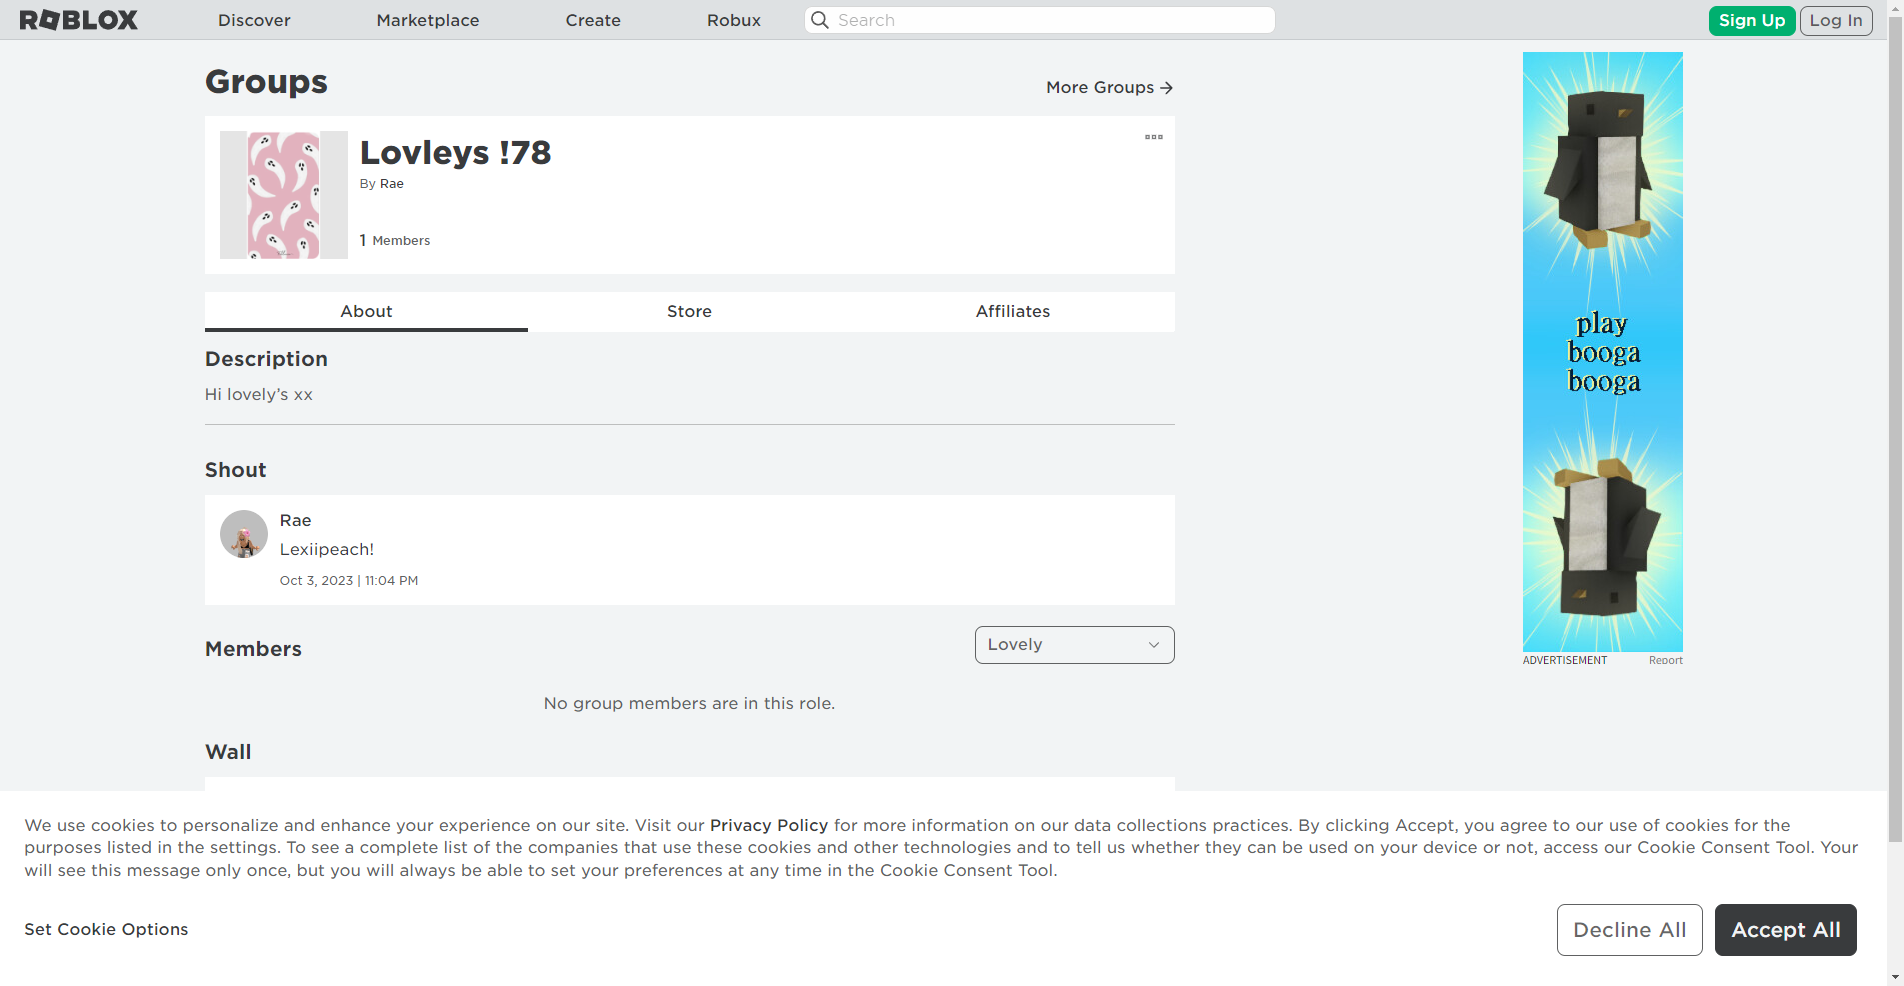 ROBLOX
Discover
Marketplace
Create
Robux
Search
Sign Up
Log In
Groups
More Groups
Lovleys !78
By Rae
1 Members
About
Store
Affiliates
Description
Hi lovely’s xx
Shout
Rae
Lexiipeach!
Oct 3, 2023 | 11:04 PM
Members
Lovely
No group members are in this role.
Wall
play
booga
booga
ADVERTISEMENT
Report
We use cookies to personalize and enhance your experience on our site. Visit our Privacy Policy for more information on our data collections practices. By clicking Accept, you agree to our use of cookies for the
purposes listed in the settings. To see a complete list of the companies that use these cookies and other technologies and to tell us whether they can be used on your device or not, access our Cookie Consent Tool. Your
will see this message only once, but you will always be able to set your preferences at any time in the Cookie Consent Tool.
Set Cookie Options
Decline All
Accept All